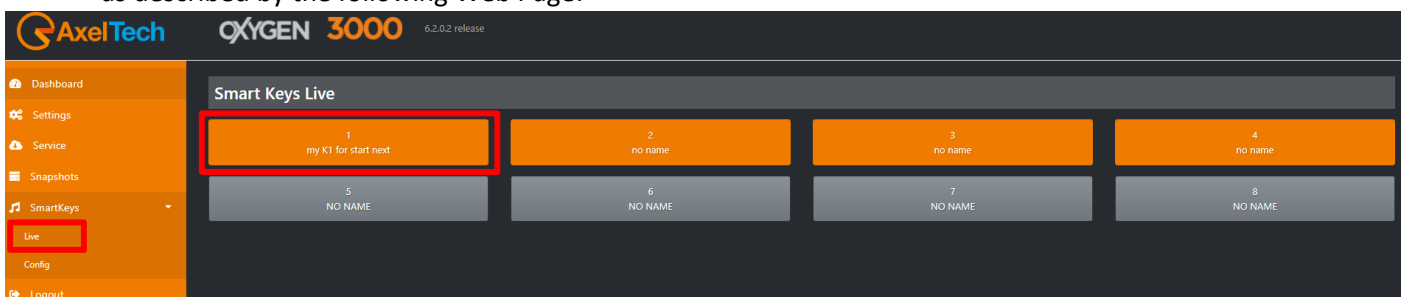 as described by the following Web Page:
AxelTech OXYGEN 3000 6.2.0.2 release
Dashboard
Settings
Service
Snapshots
SmartKeys
Live
Config
Logout
Smart Keys Live
1
my K1 for start next
2
no name
3
no name
4
no name
5
NO NAME
6
NO NAME
7
NO NAME
8
NO NAME